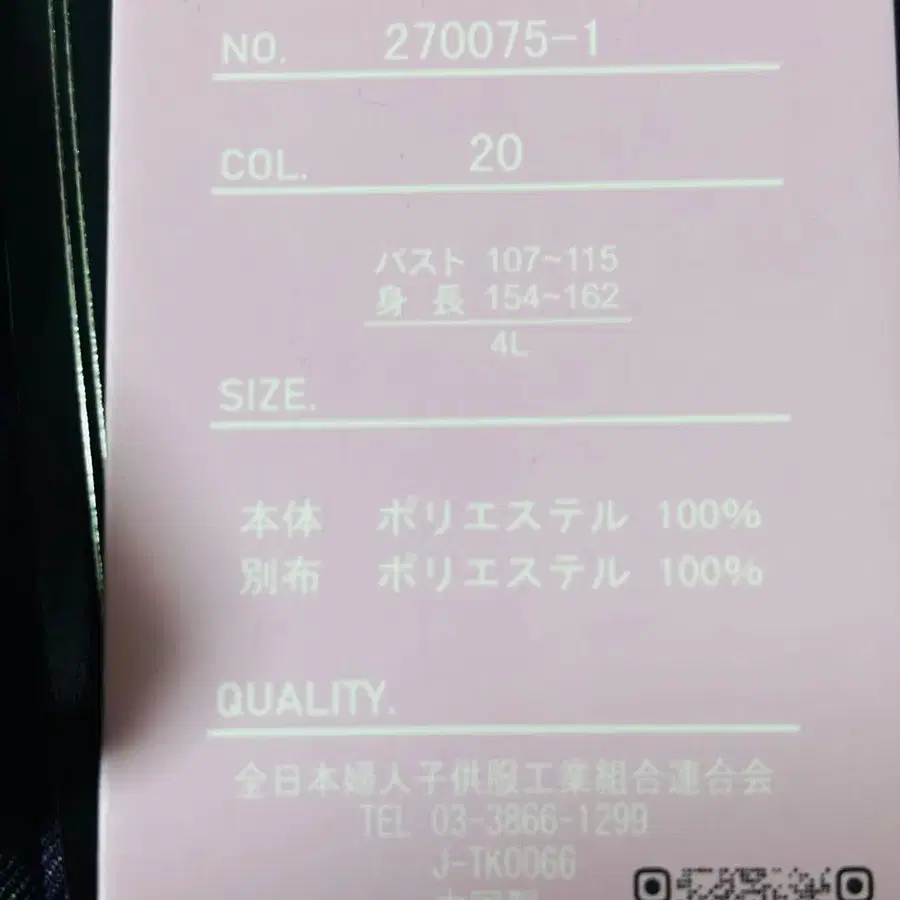 NO. 270075-1
COL. 20
バスト 107~115
身長 154~162
4L
SIZE.
本体 ポリエステル 100%
別布 ポリエステル 100%
QUALITY.
全日本婦人子供服工業組合連合会
TEL 03-3866-1299
J-TK0066